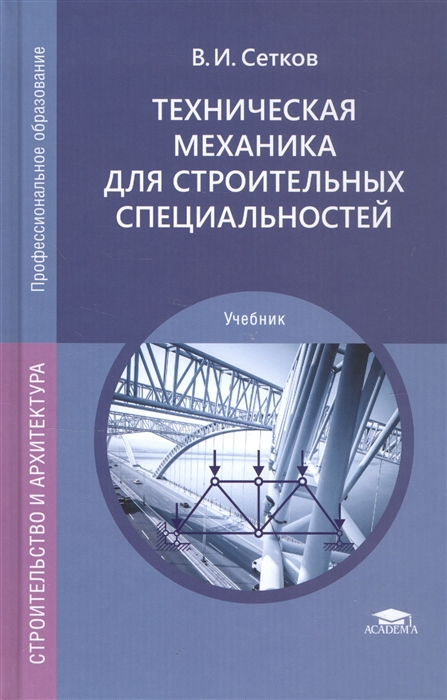 В. И. Сетков
ТЕХНИЧЕСКАЯ
МЕХАНИКА
ДЛЯ СТРОИТЕЛЬНЫХ
СПЕЦИАЛЬНОСТЕЙ
Учебник
Профессиональное образование
СТРОИТЕЛЬСТВО И АРХИТЕКТУРА
ACADEMA